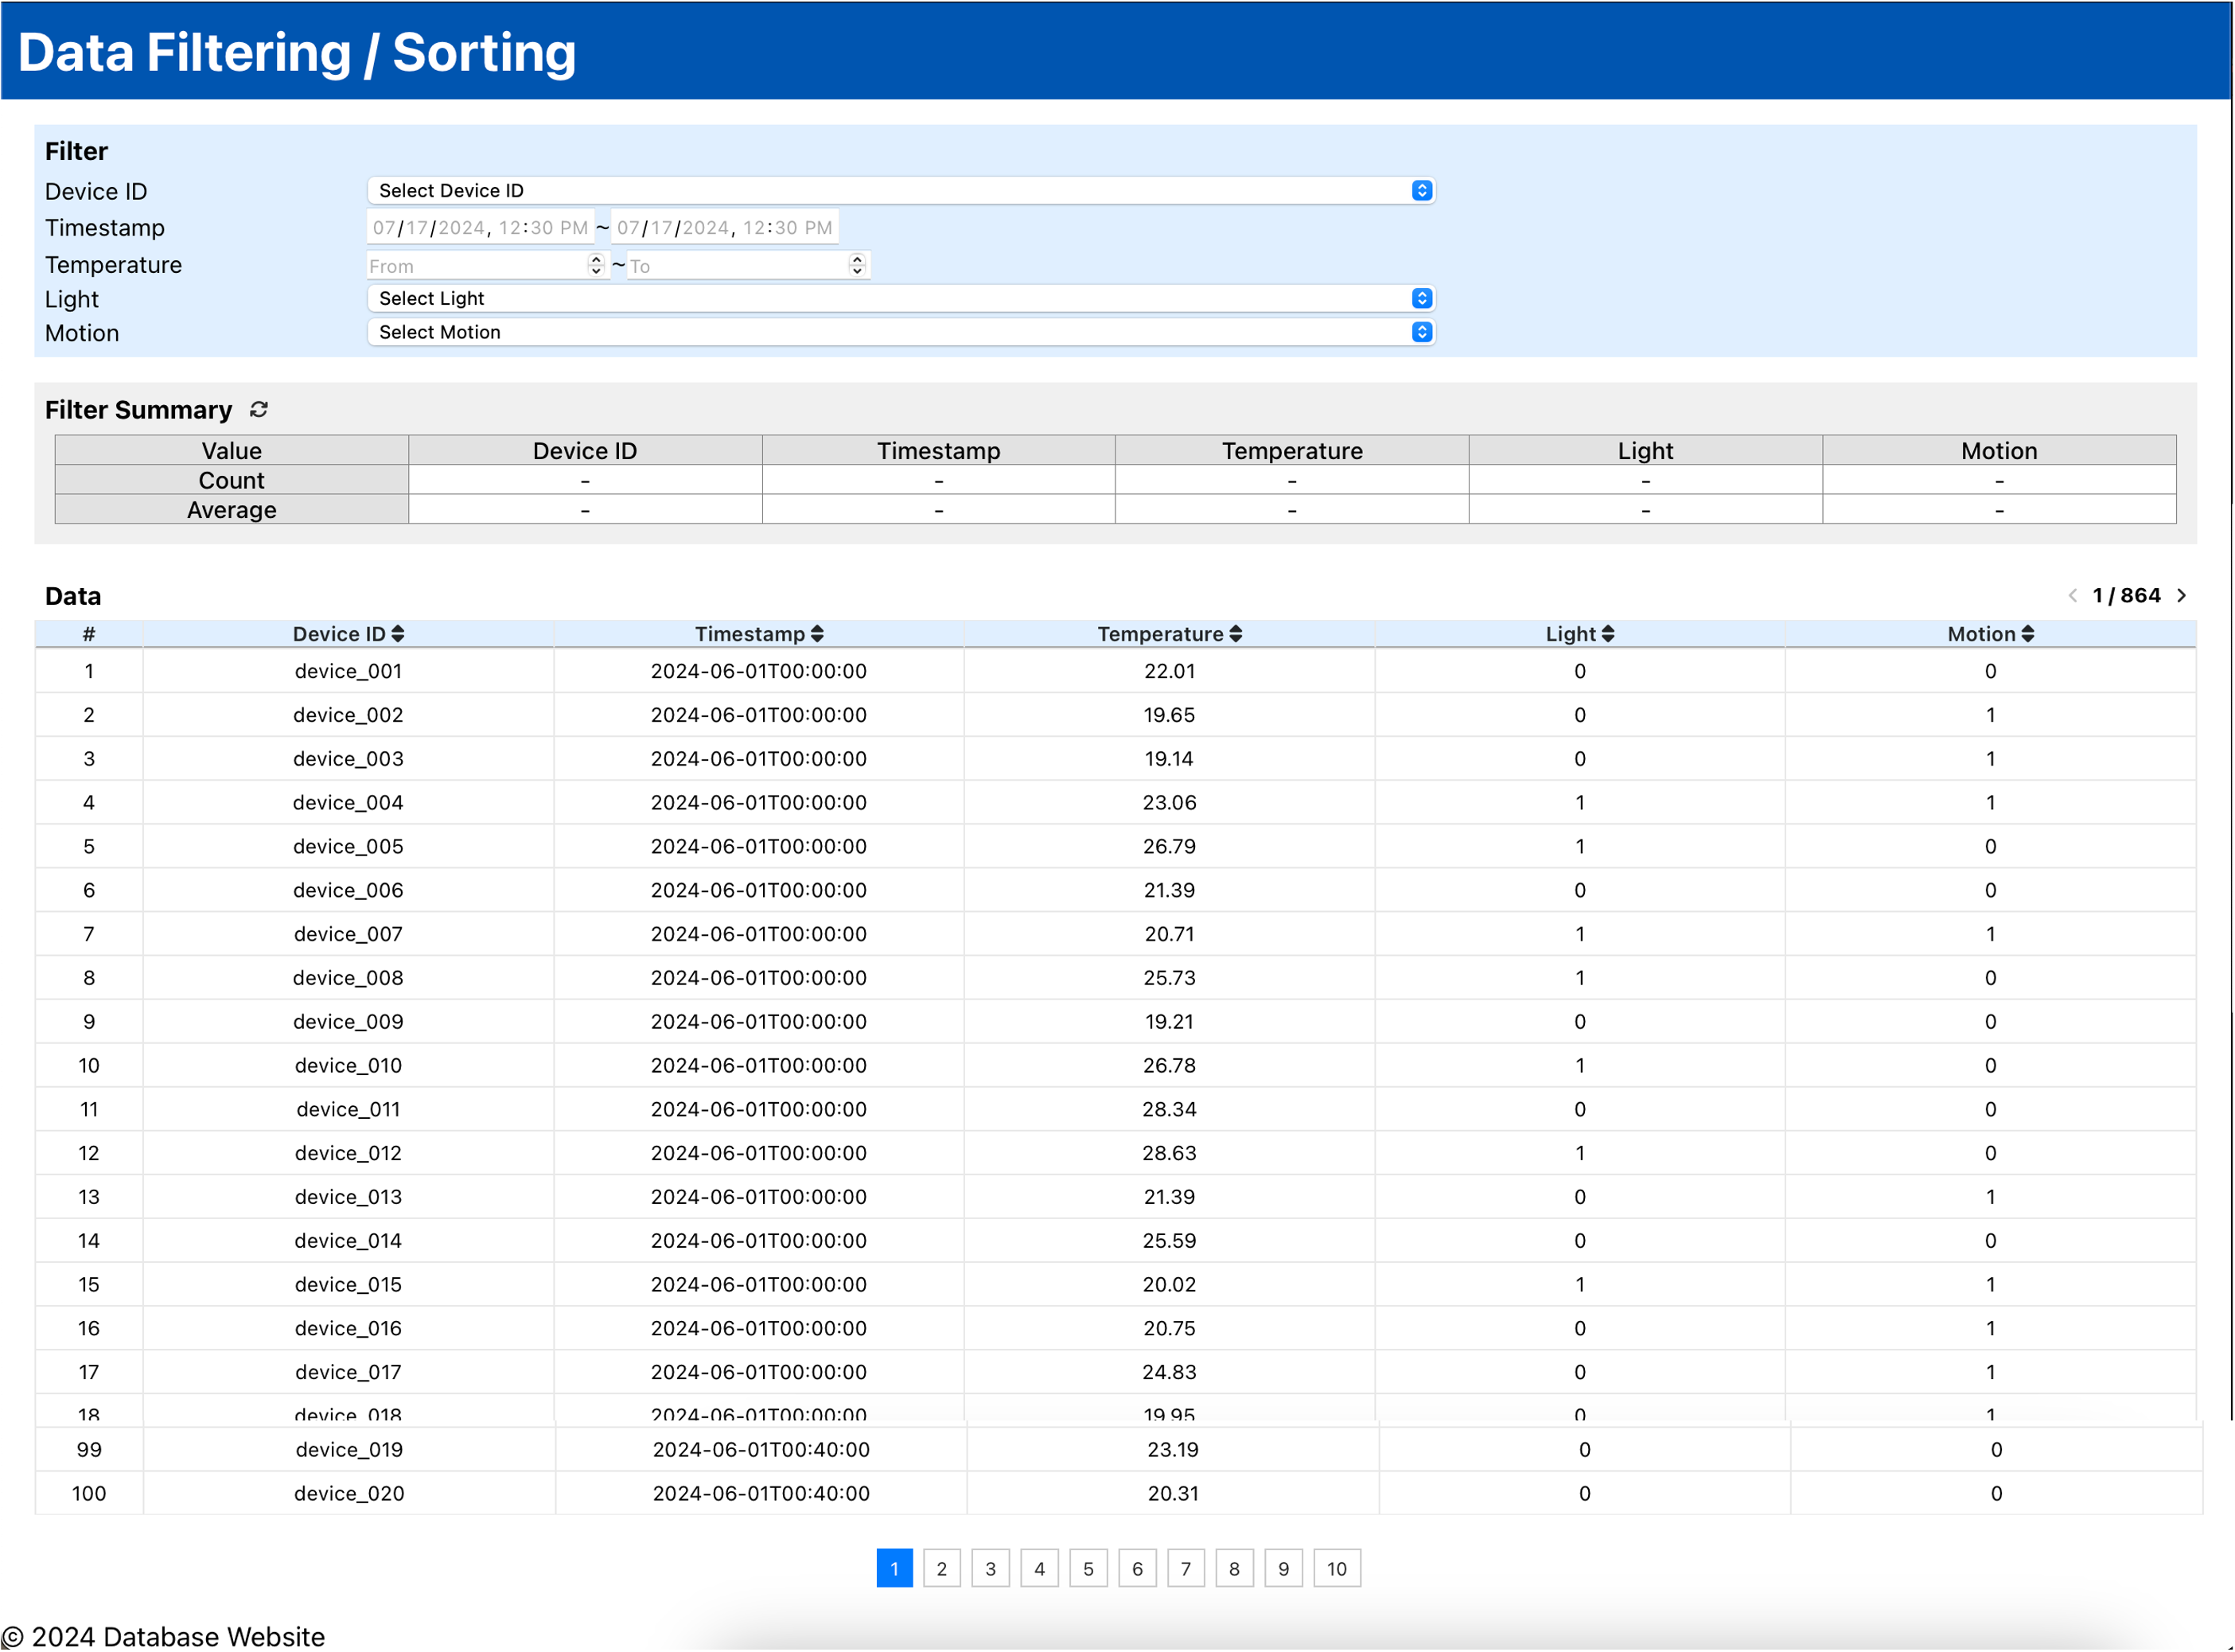 Data Filtering / Sorting
Filter
Device ID Select Device ID
Timestamp 07/17/2024, 12:30 PM ~ 07/17/2024, 12:30 PM
Temperature From ~ To
Light Select Light
Motion Select Motion
Filter Summary
Value Device ID Timestamp Temperature Light Motion
Count - - - - -
Average - - - - -
Data 1 / 864
# Device ID Timestamp Temperature Light Motion
1 device_001 2024-06-01T00:00:00 22.01 0 0
2 device_002 2024-06-01T00:00:00 19.65 0 1
3 device_003 2024-06-01T00:00:00 19.14 0 1
4 device_004 2024-06-01T00:00:00 23.06 1 1
5 device_005 2024-06-01T00:00:00 26.79 1 0
6 device_006 2024-06-01T00:00:00 21.39 0 0
7 device_007 2024-06-01T00:00:00 20.71 1 1
8 device_008 2024-06-01T00:00:00 25.73 1 0
9 device_009 2024-06-01T00:00:00 19.21 0 0
10 device_010 2024-06-01T00:00:00 26.78 1 0
11 device_011 2024-06-01T00:00:00 28.34 0 0
12 device_012 2024-06-01T00:00:00 28.63 1 0
13 device_013 2024-06-01T00:00:00 21.39 0 1
14 device_014 2024-06-01T00:00:00 25.59 0 0
15 device_015 2024-06-01T00:00:00 20.02 1 1
16 device_016 2024-06-01T00:00:00 20.75 0 1
17 device_017 2024-06-01T00:00:00 24.83 0 1
18 device_018 2024-06-01T00:00:00 19.95 0 1
99 device_019 2024-06-01T00:40:00 23.19 0 0
100 device_020 2024-06-01T00:40:00 20.31 0 0
1 2 3 4 5 6 7 8 9 10
© 2024 Database Website